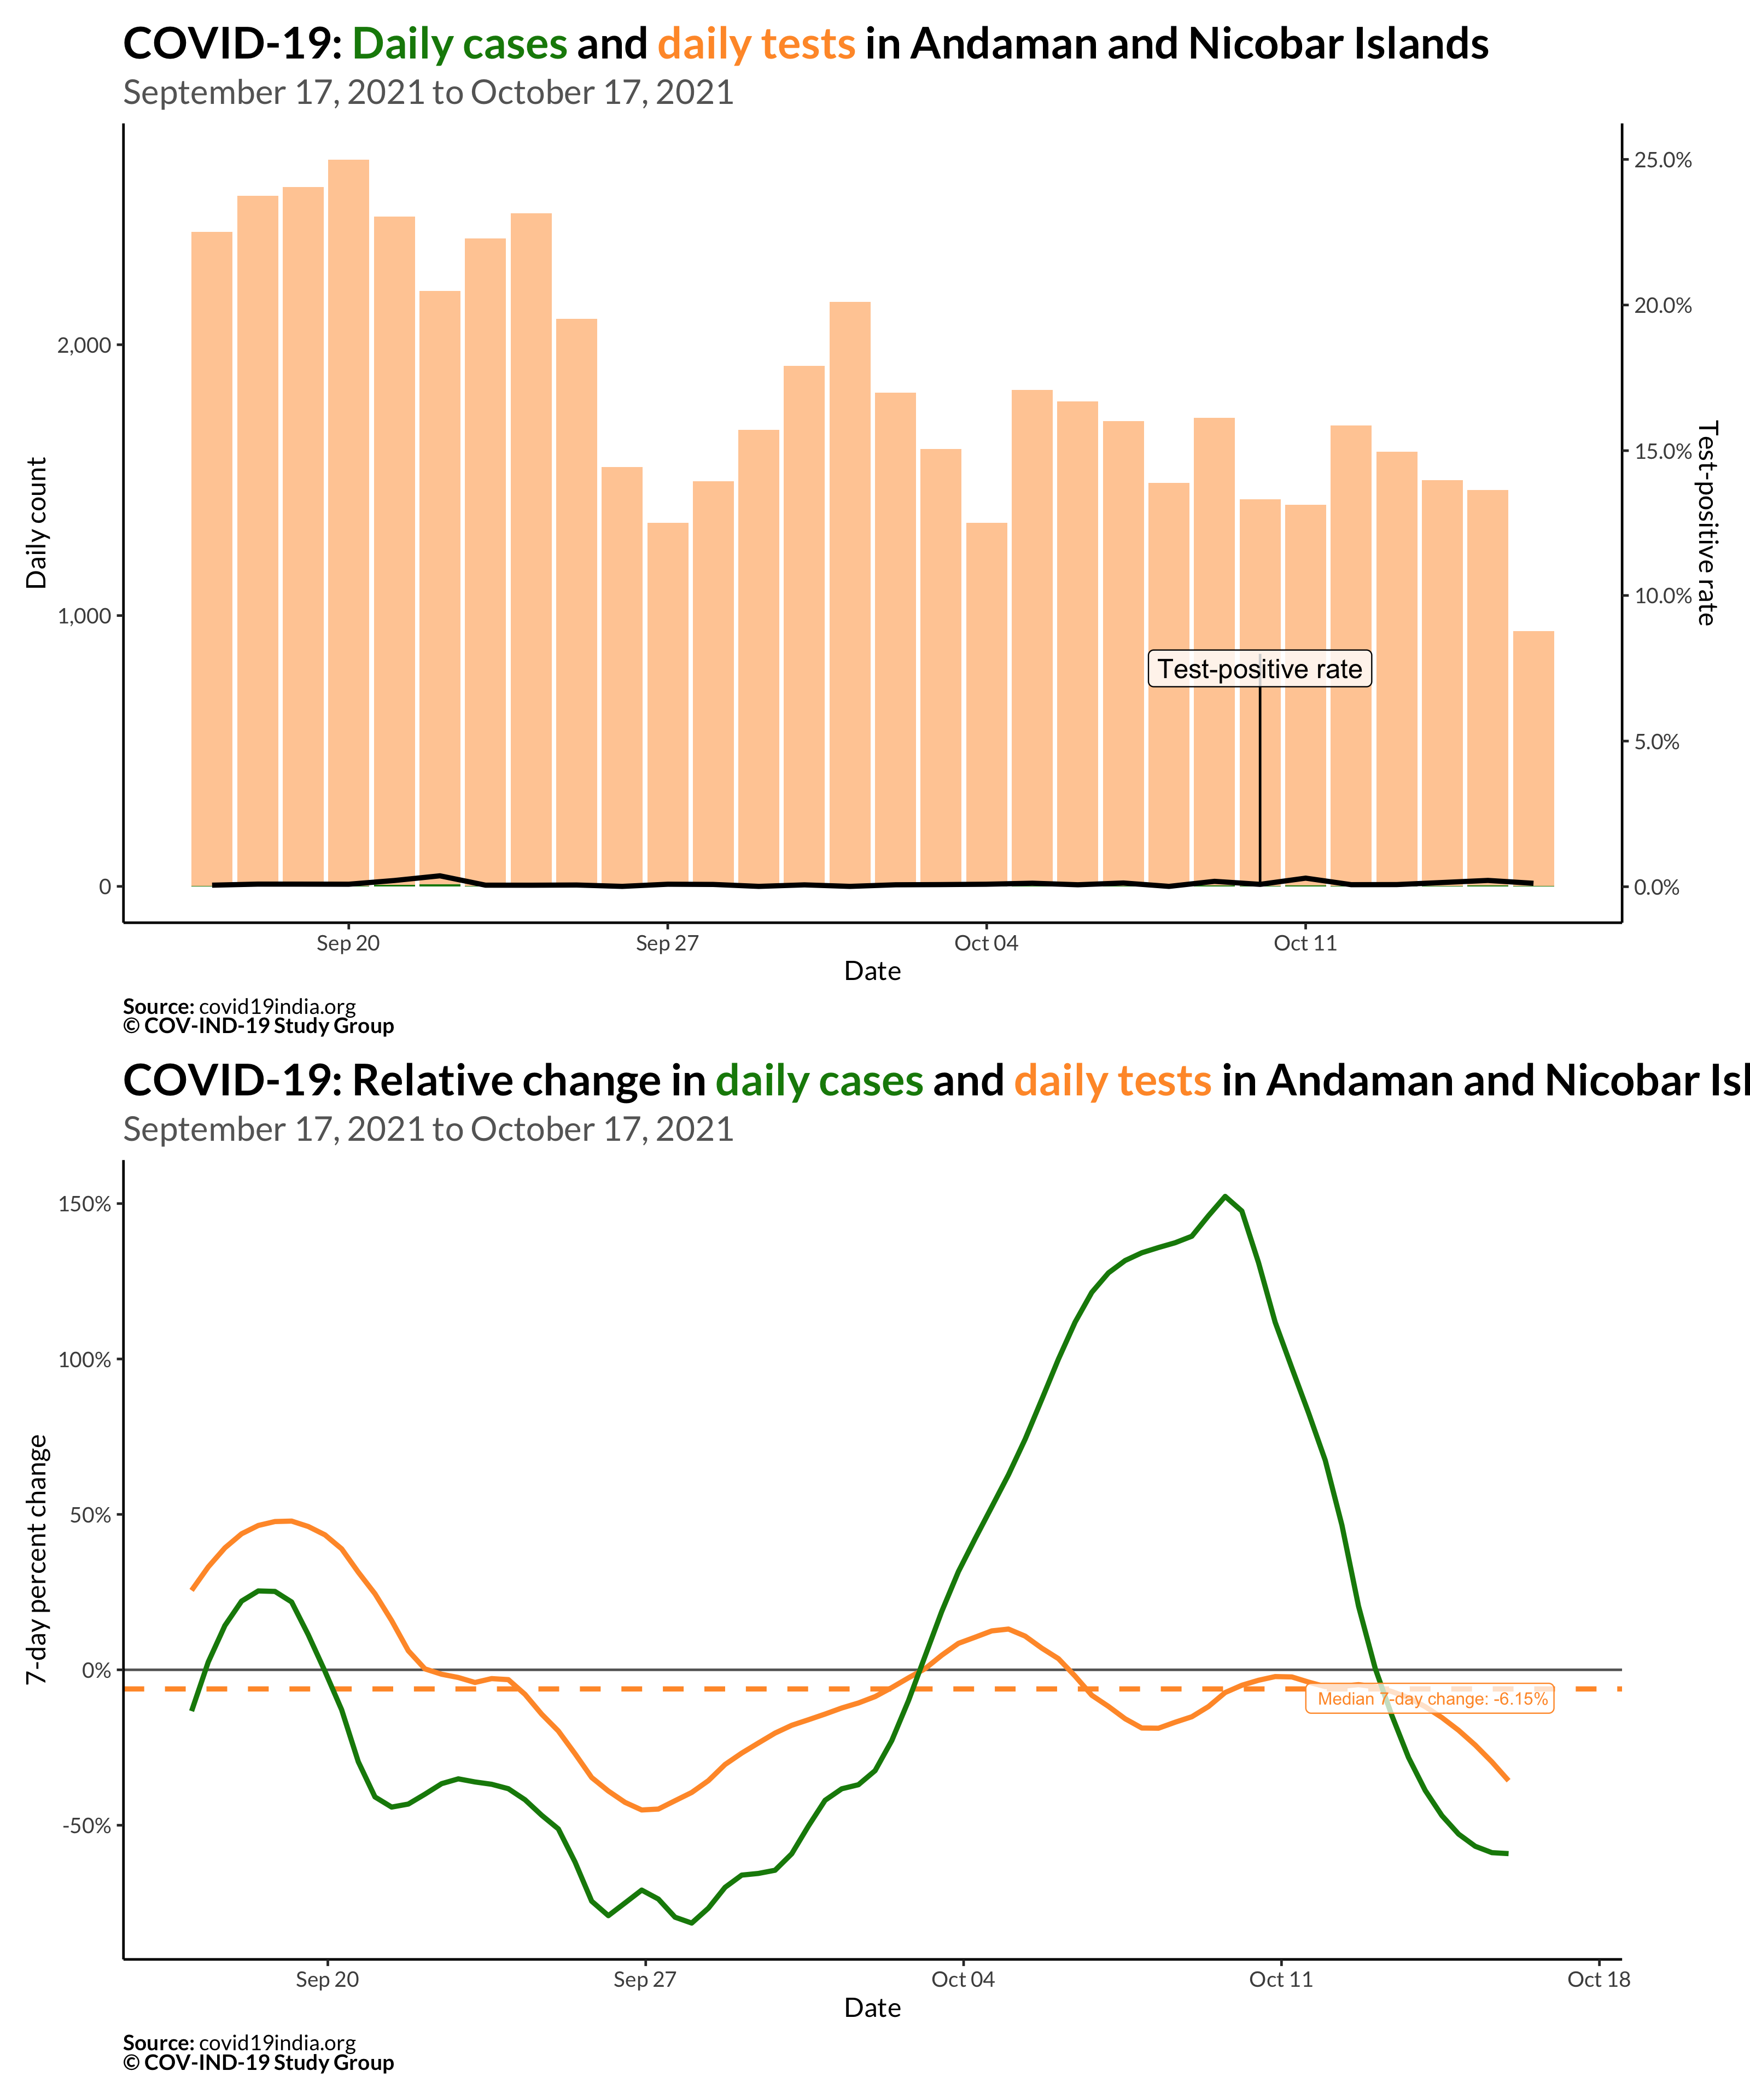 COVID-19: Daily cases and daily tests in Andaman and Nicobar Islands
September 17, 2021 to October 17, 2021
25.0%
20.0%
2,000
15.0%
Test-positive rate
Daily count
1,000
10.0%
Test-positive rate
5.0%
0
0.0%
Sep 20
Sep 27
Oct 04
Oct 11
Date
Source: covid19india.org
© COV-IND-19 Study Group
COVID-19: Relative change in daily cases and daily tests in Andaman and Nicobar Isl
September 17, 2021 to October 17, 2021
150%
100%
50%
7-day percent change
0%
Median 7-day change: -6.15%
-50%
Sep 20
Sep 27
Oct 04
Oct 11
Oct 18
Date
Source: covid19india.org
© COV-IND-19 Study Group